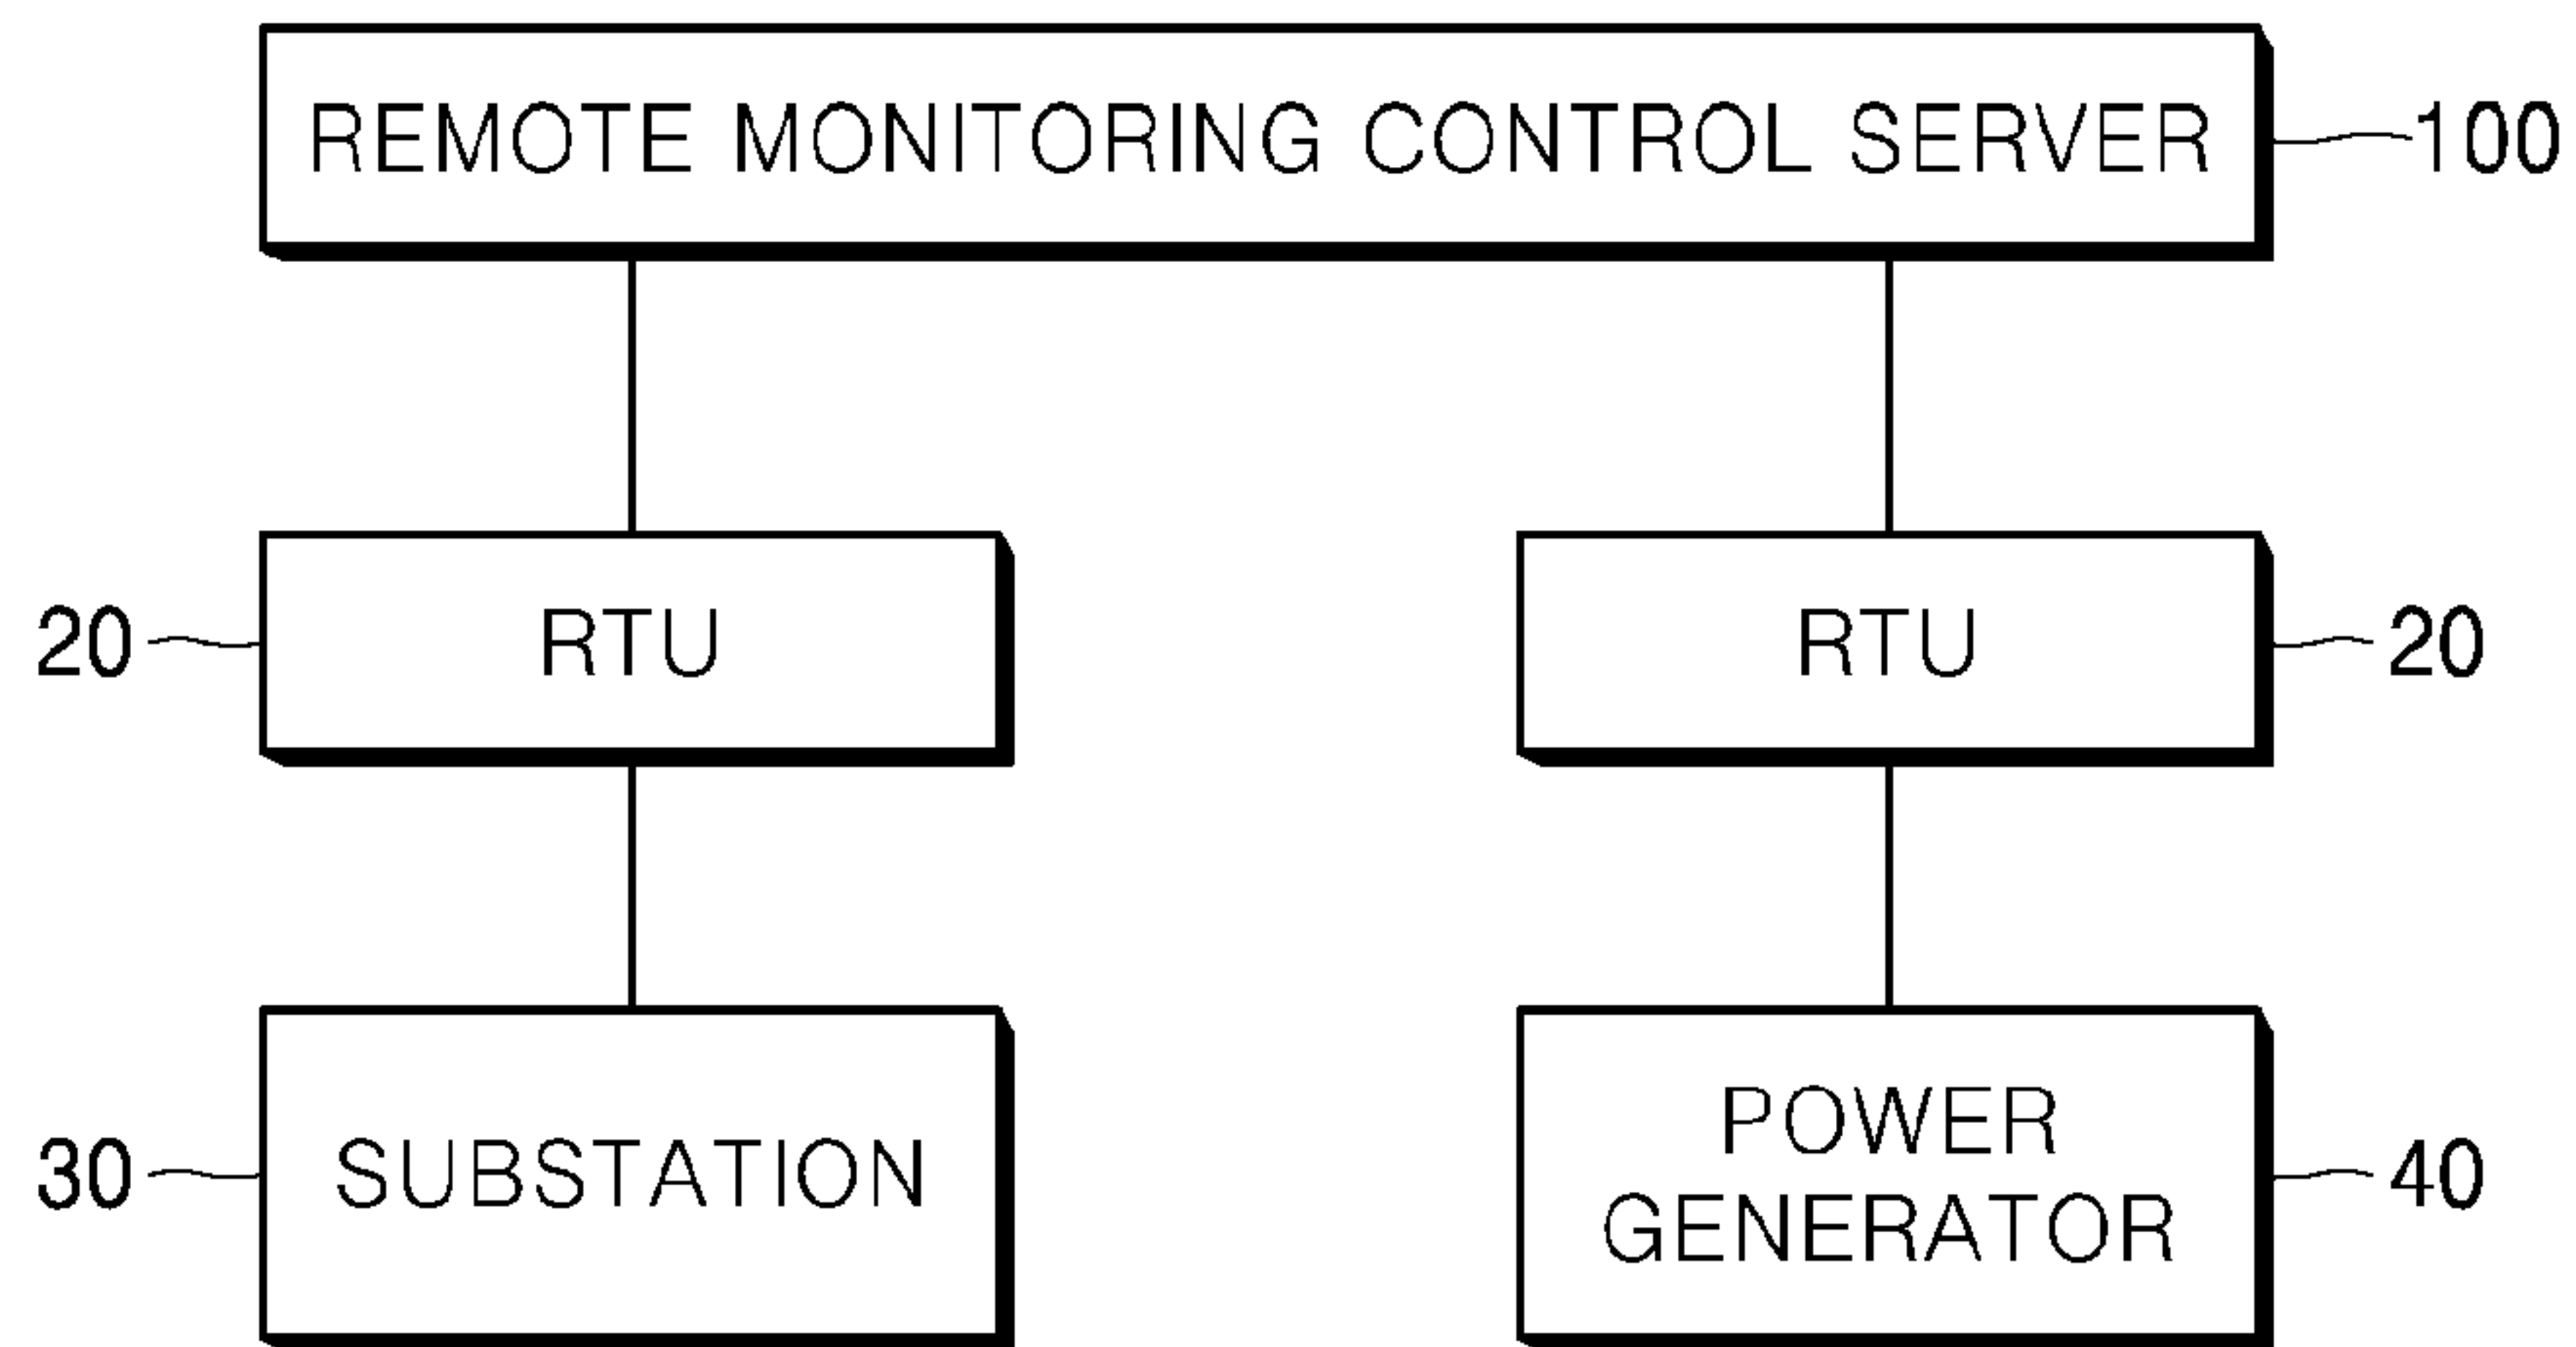 REMOTE MONITORING CONTROL SERVER 100
20 RTU RTU 20
30 SUBSTATION POWER GENERATOR 40